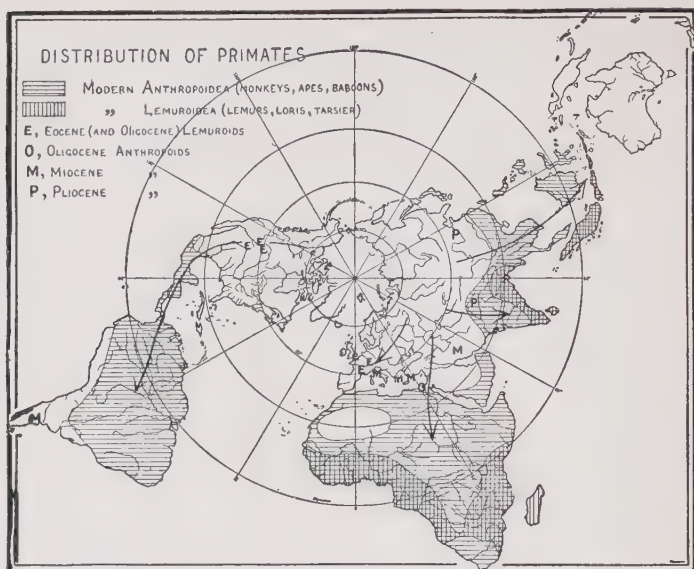 DISTRIBUTION OF PRIMATES
MODERN ANTHROPOIDEA (MONKEYS, APES, BABOONS)
„ LEMUROIDEA (LEMURS, LORIS, TARSIER)
E, EOCENE (AND OLIGOCENE) LEMUROIDS
O, OLIGOCENE ANTHROPOIDS
M, MIOCENE „
P, PLIOCENE „
E
E
P
P
M
E
E
M
M
M
O
M